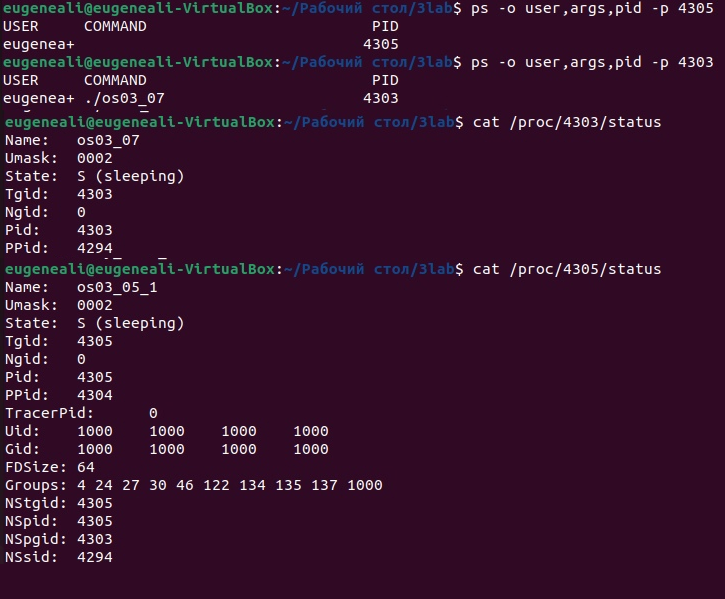 eugeneali@eugeneali-VirtualBox:~/Рабочий стол/3lab$ ps -o user,args,pid -p 4305
USER     COMMAND                         PID
eugenea+                                4305
eugeneali@eugeneali-VirtualBox:~/Рабочий стол/3lab$ ps -o user,args,pid -p 4303
USER     COMMAND                         PID
eugenea+ ./os03_07                      4303
eugeneali@eugeneali-VirtualBox:~/Рабочий стол/3lab$ cat /proc/4303/status
Name:   os03_07
Umask:  0002
State:  S (sleeping)
Tgid:   4303
Ngid:   0
Pid:    4303
PPid:   4294
eugeneali@eugeneali-VirtualBox:~/Рабочий стол/3lab$ cat /proc/4305/status
Name:   os03_05_1
Umask:  0002
State:  S (sleeping)
Tgid:   4305
Ngid:   0
Pid:    4305
PPid:   4304
TracerPid:      0
Uid:    1000    1000    1000    1000
Gid:    1000    1000    1000    1000
FDSize: 64
Groups: 4 24 27 30 46 122 134 135 137 1000
NStgid: 4305
NSpid:  4305
NSpgid: 4303
NSsid:  4294